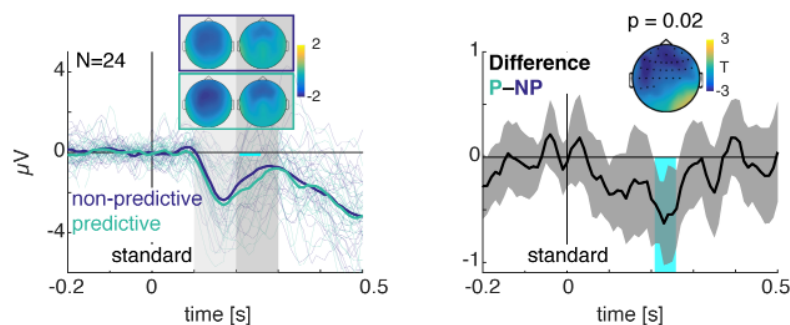 N=24
2
-2
4
0
-4
µV
non-predictive
predictive
standard
-0.2
0
0.5
time [s]
p = 0.02
3
T
-3
Difference
P–NP
1
0
-1
standard
-0.2
0
0.5
time [s]